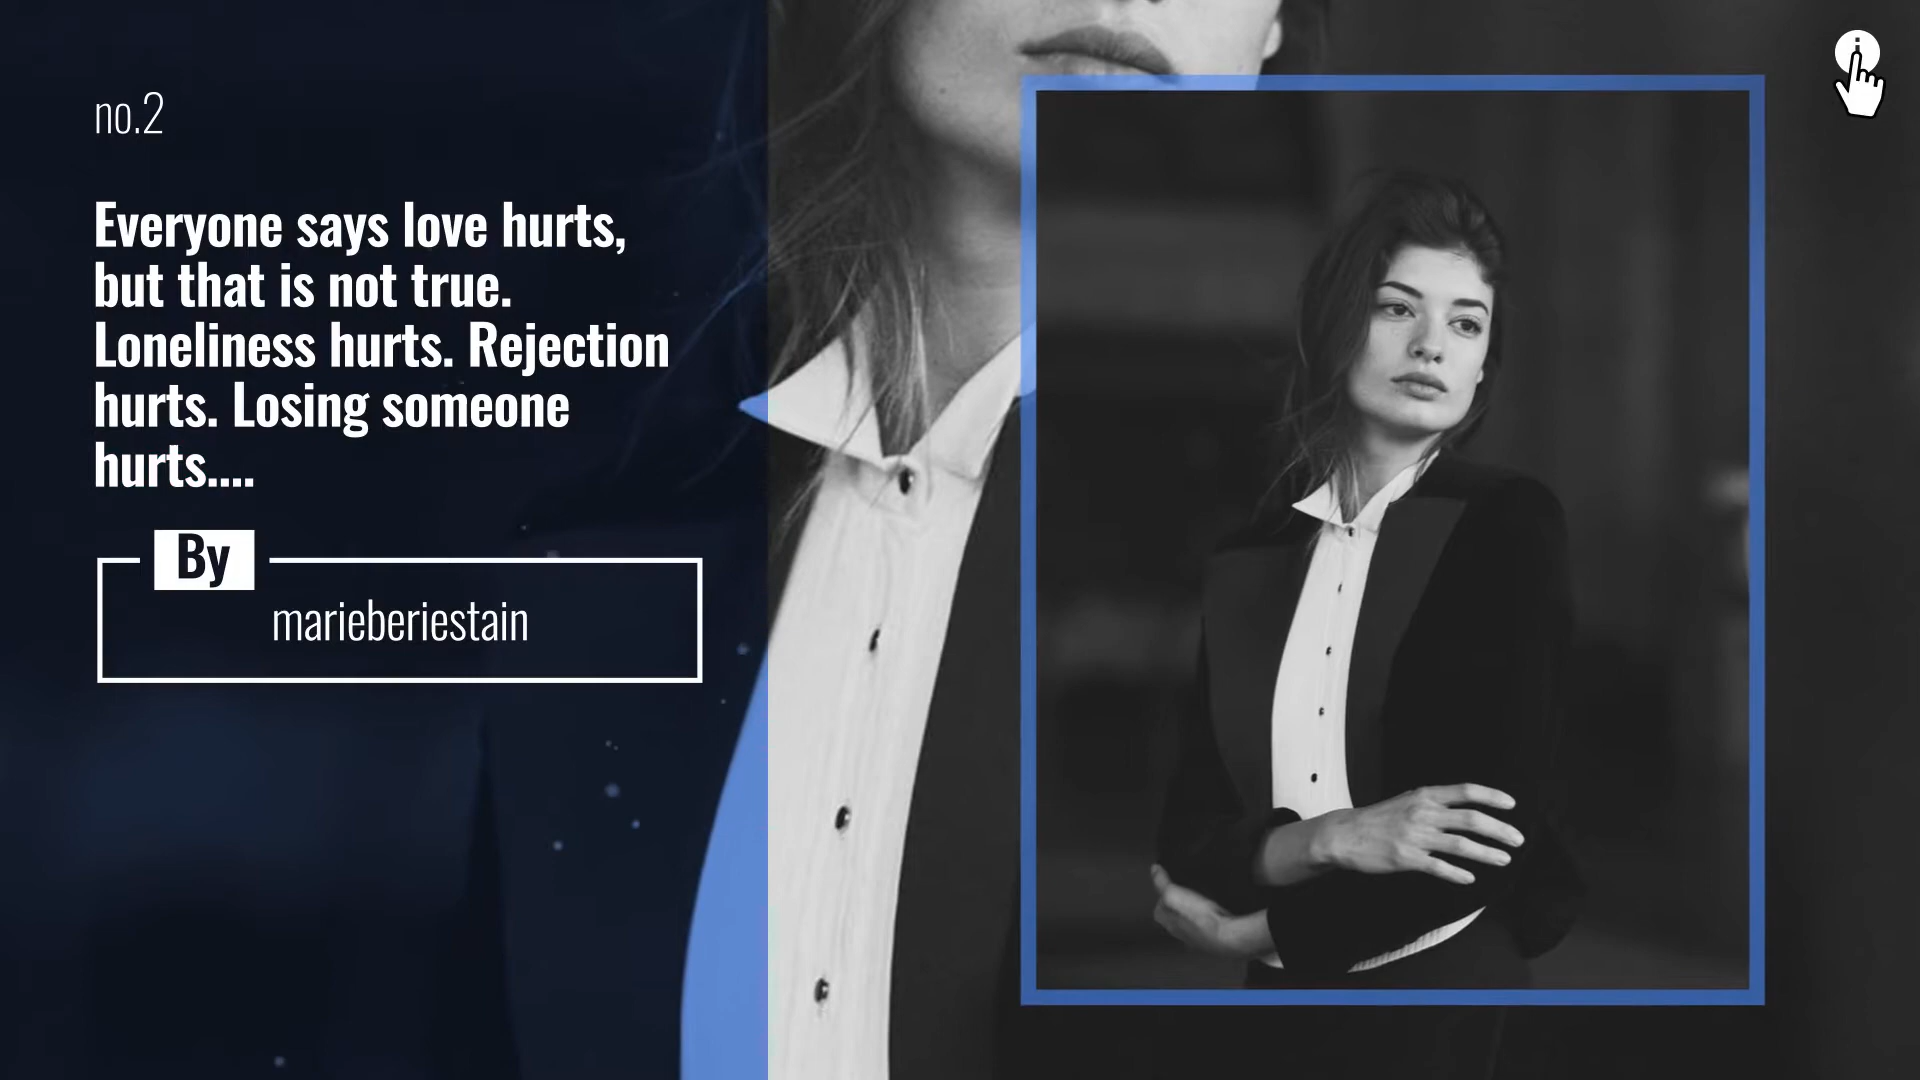 no.2
Everyone says love hurts,
but that is not true.
Loneliness hurts. Rejection
hurts. Losing someone
hurts....
By
marieberiestain